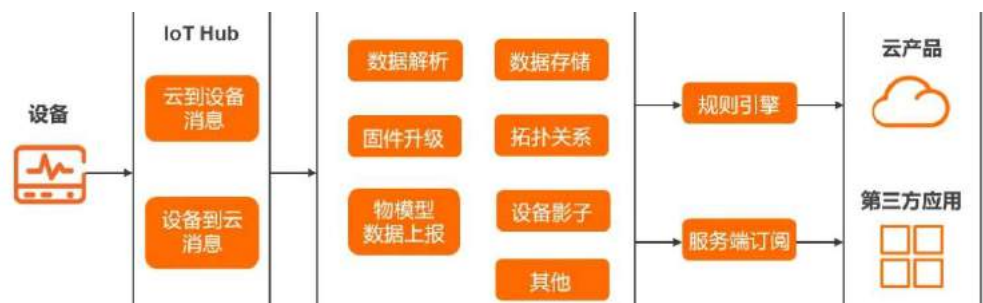 设备
IoT Hub
云到设备
消息
设备到云
消息
数据解析
数据存储
固件升级
拓扑关系
物模型
数据上报
设备影子
其他
规则引擎
服务端订阅
云产品
第三方应用